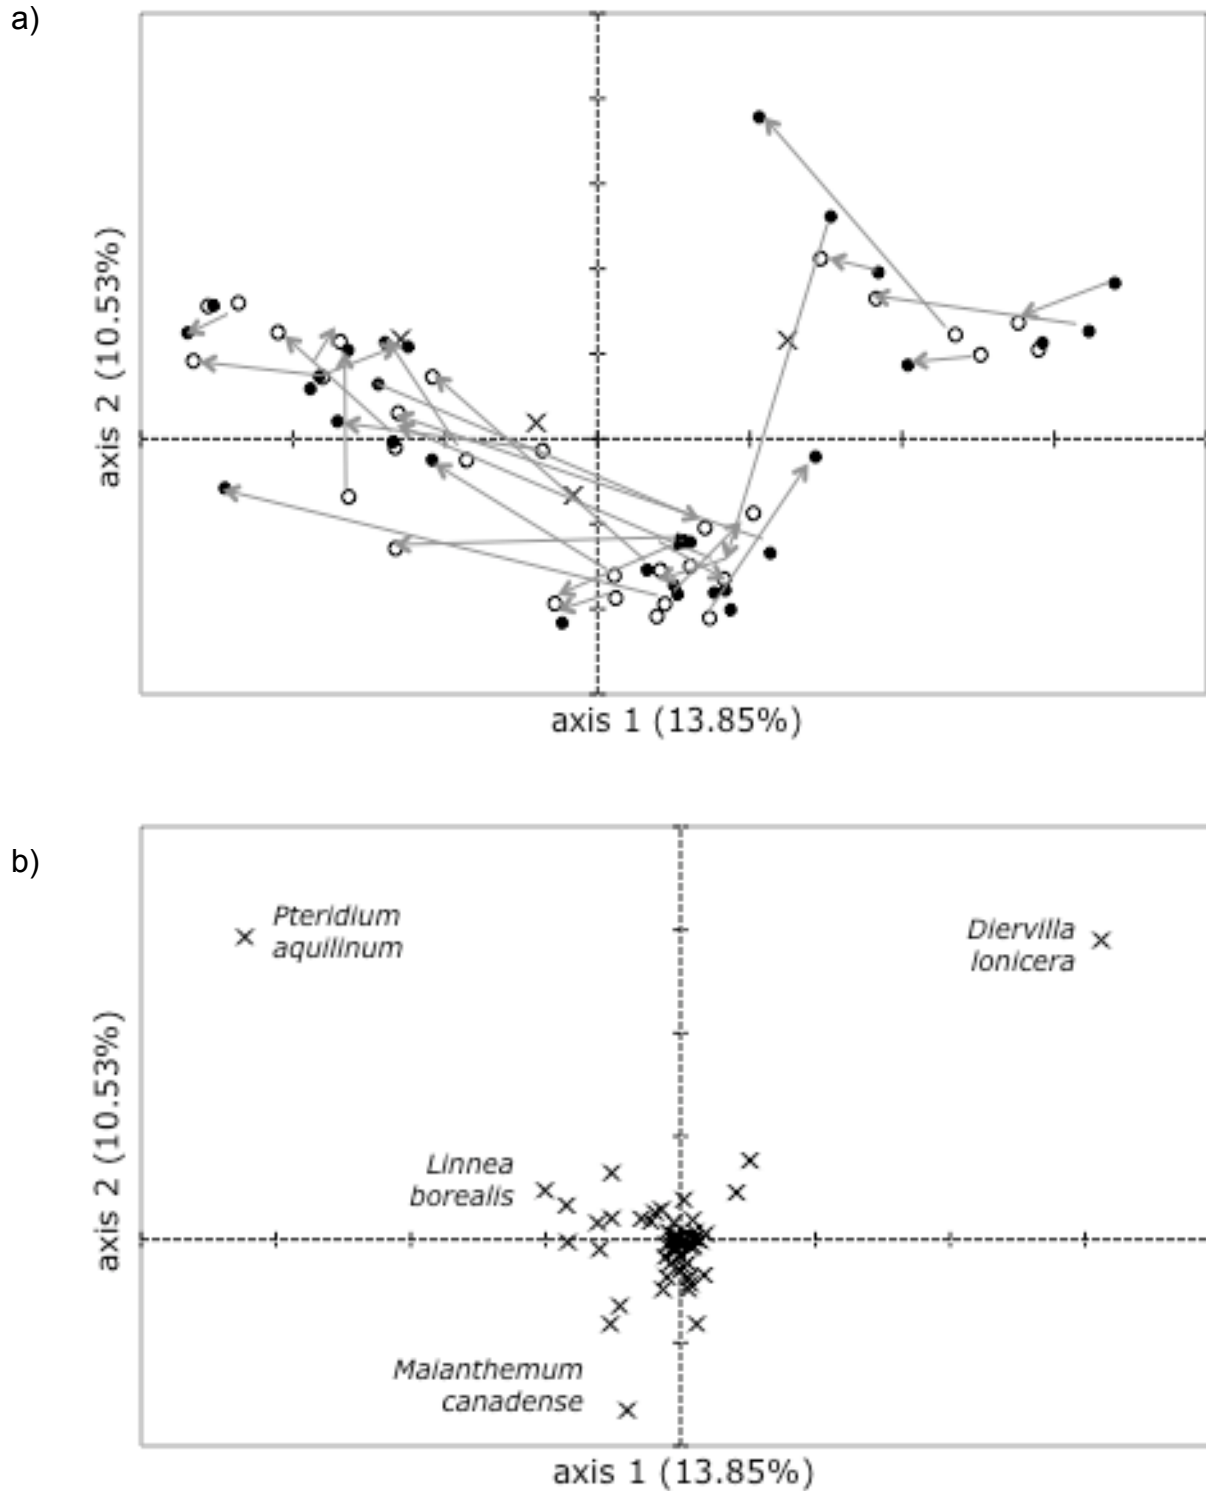 a)
axis 2 (10.53%)
axis 1 (13.85%)
b)
Pteridium
aquilinum
Diervilla
lonicera
axis 2 (10.53%)
Linnea
borealis
Maianthemum
canadense
axis 1 (13.85%)